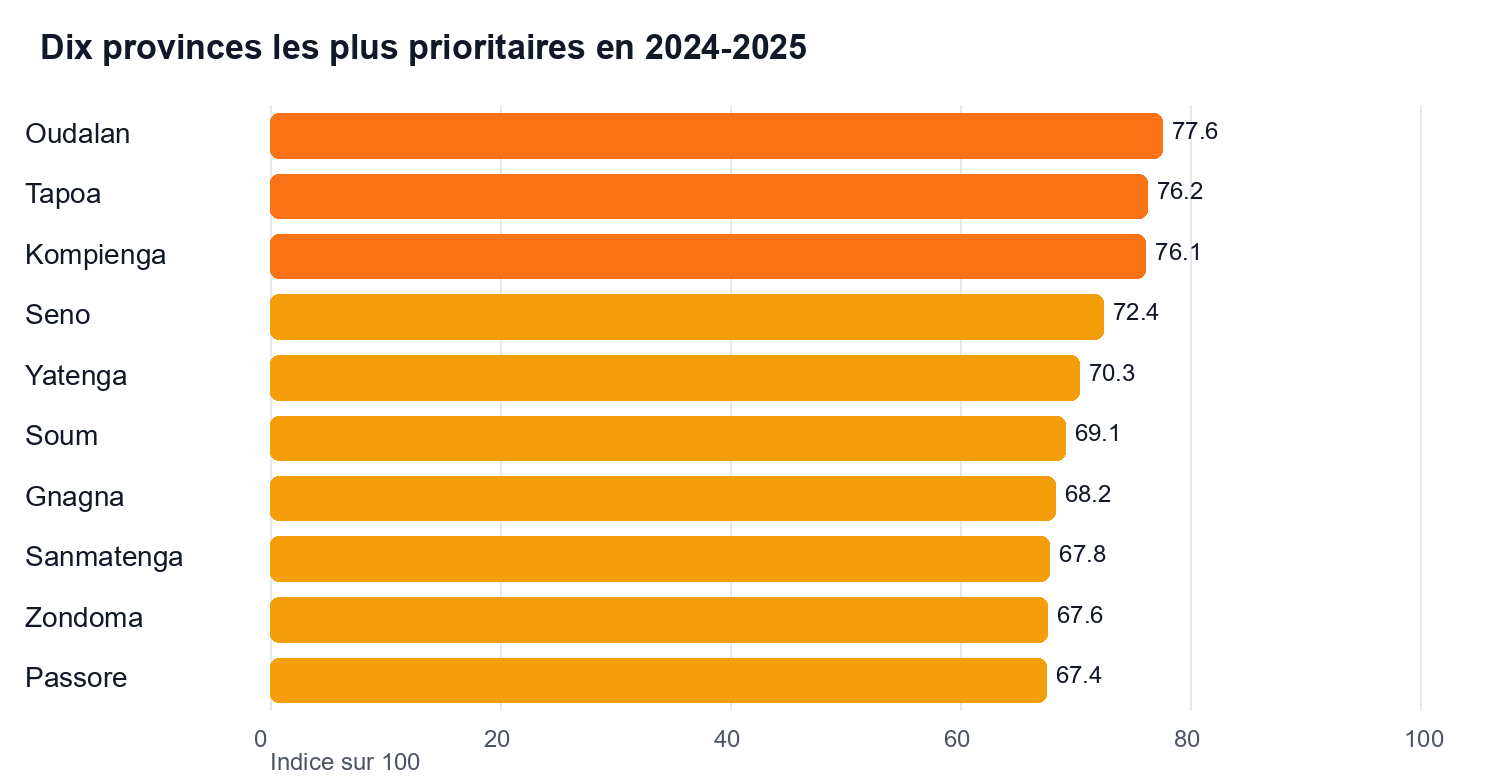 Dix provinces les plus prioritaires en 2024-2025
Oudalan 77.6
Tapoa 76.2
Kompienga 76.1
Seno 72.4
Yatenga 70.3
Soum 69.1
Gnagna 68.2
Sanmatenga 67.8
Zondoma 67.6
Passore 67.4
0 20 40 60 80 100
Indice sur 100